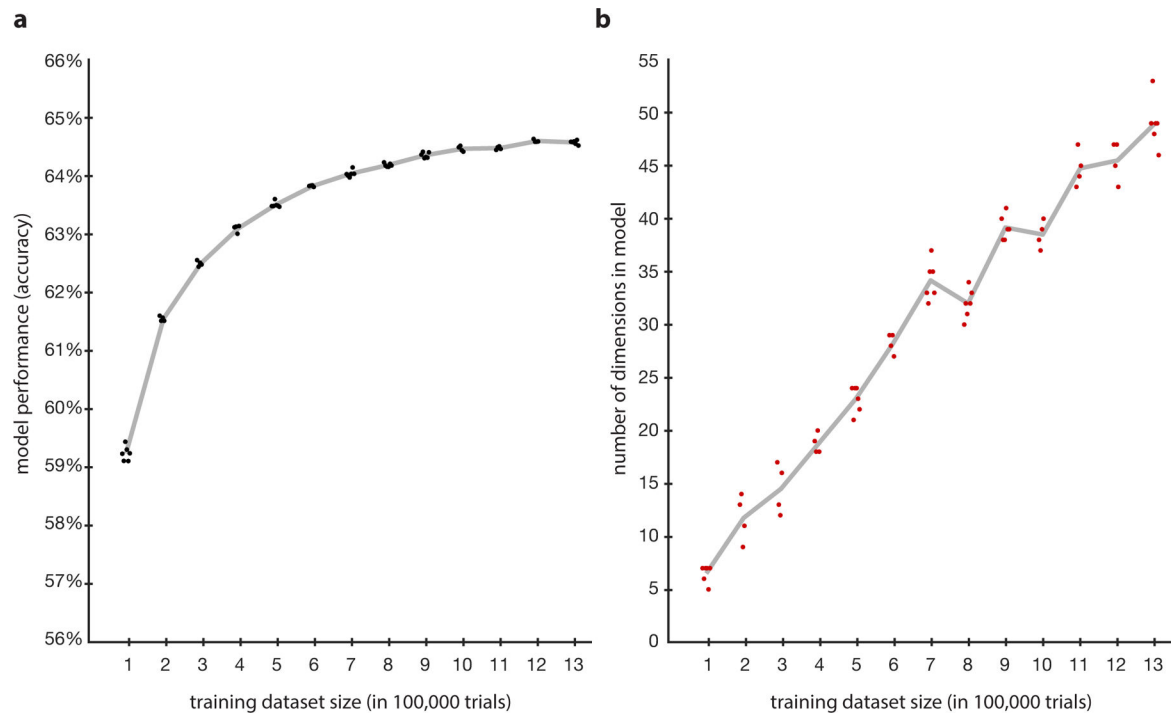 a
model performance (accuracy)
66%
65%
64%
63%
62%
61%
60%
59%
58%
57%
56%
1 2 3 4 5 6 7 8 9 10 11 12 13
training dataset size (in 100,000 trials)
b
number of dimensions in model
55
50
45
40
35
30
25
20
15
10
5
0
1 2 3 4 5 6 7 8 9 10 11 12 13
training dataset size (in 100,000 trials)